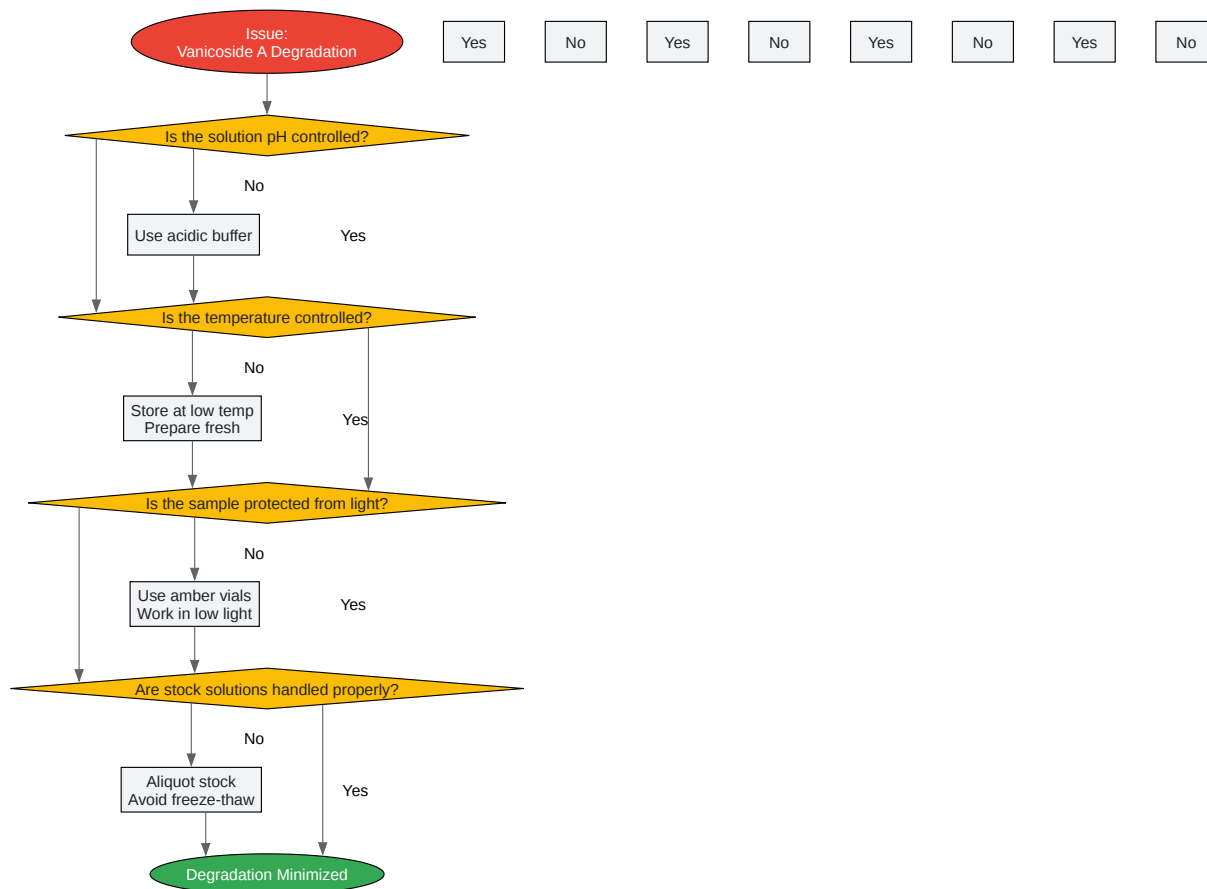 Issue:
Vanicoside A Degradation
Yes
No
Yes
No
Yes
No
Yes
No
Is the solution pH controlled?
No
Use acidic buffer
Yes
Is the temperature controlled?
No
Store at low temp
Prepare fresh
Yes
Is the sample protected from light?
No
Use amber vials
Work in low light
Yes
Are stock solutions handled properly?
No
Aliquot stock
Avoid freeze-thaw
Yes
Degradation Minimized